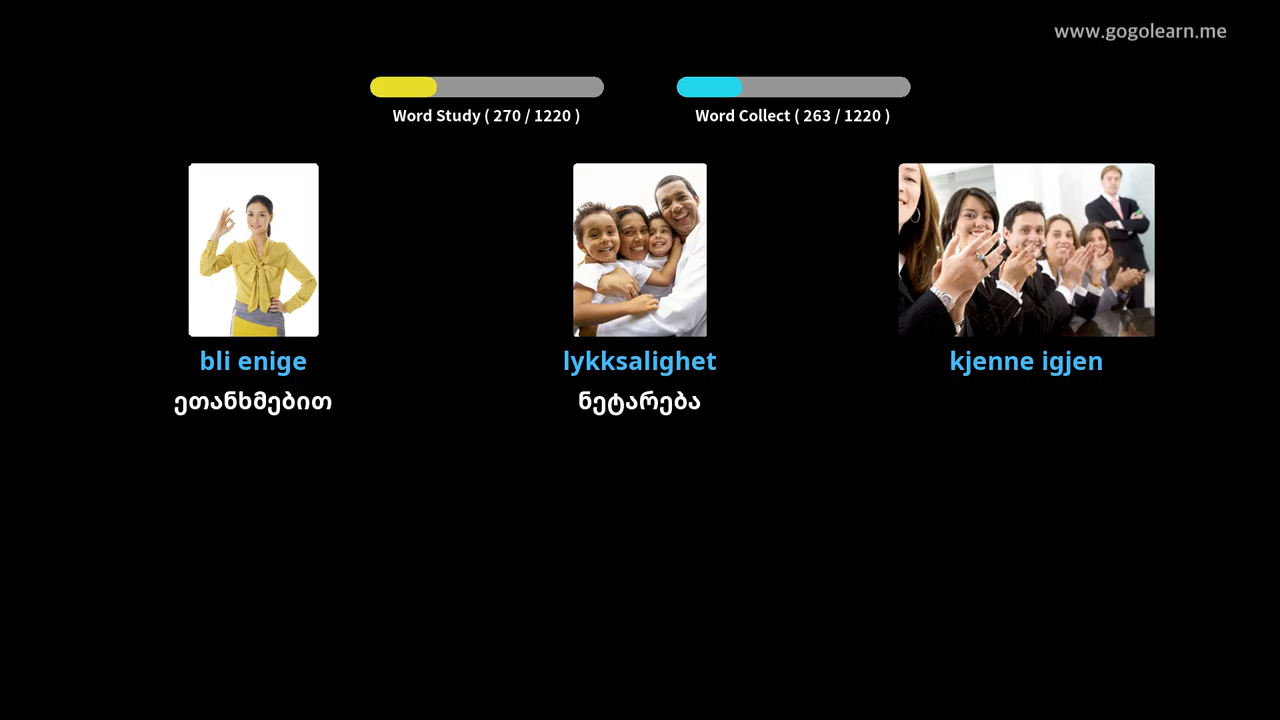 www.gogolearn.me
Word Study ( 270 / 1220 )
Word Collect ( 263 / 1220 )
bli enige
lykksalighet
kjenne igjen
ეთანხმებით
ნეტარება